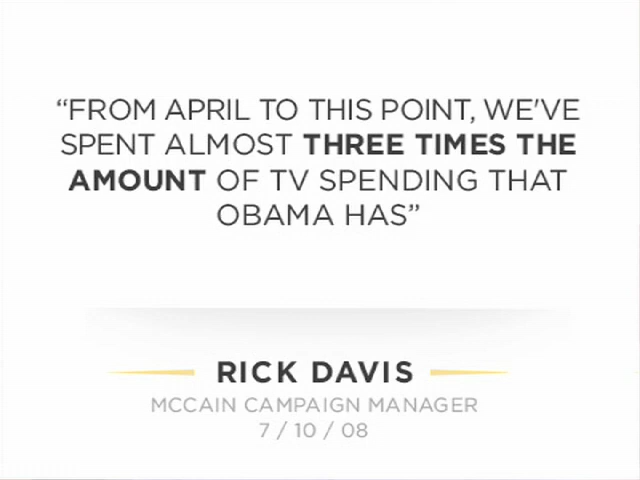 “FROM APRIL TO THIS POINT, WE'VE
SPENT ALMOST THREE TIMES THE
AMOUNT OF TV SPENDING THAT
OBAMA HAS”
RICK DAVIS
MCCAIN CAMPAIGN MANAGER
7 / 10 / 08